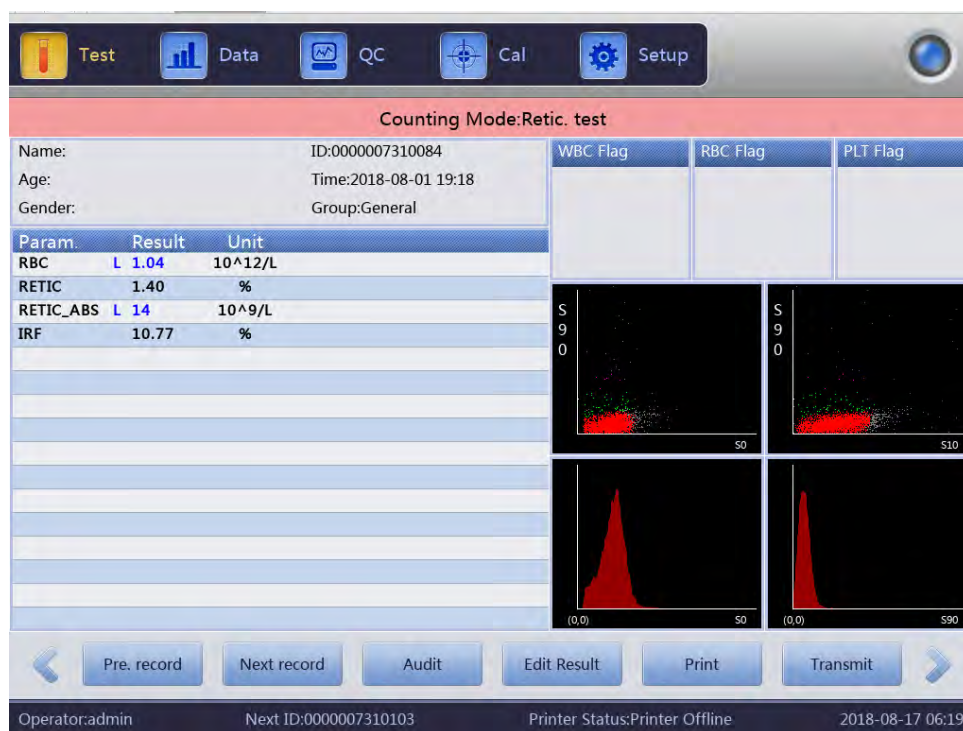 Test Data QC Cal Setup
Counting Mode:Retic. test
Name: ID:0000007310084
Age: Time:2018-08-01 19:18
Gender: Group:General
WBC Flag RBC Flag PLT Flag
Param. Result Unit
RBC L 1.04 10^12/L
RETIC 1.40 %
RETIC_ABS L 14 10^9/L
IRF 10.77 %
S90 S0
S90 S10
(0,0) S0
(0,0) S90
Pre. record Next record Audit Edit Result Print Transmit
Operator:admin Next ID:0000007310103 Printer Status:Printer Offline 2018-08-17 06:19